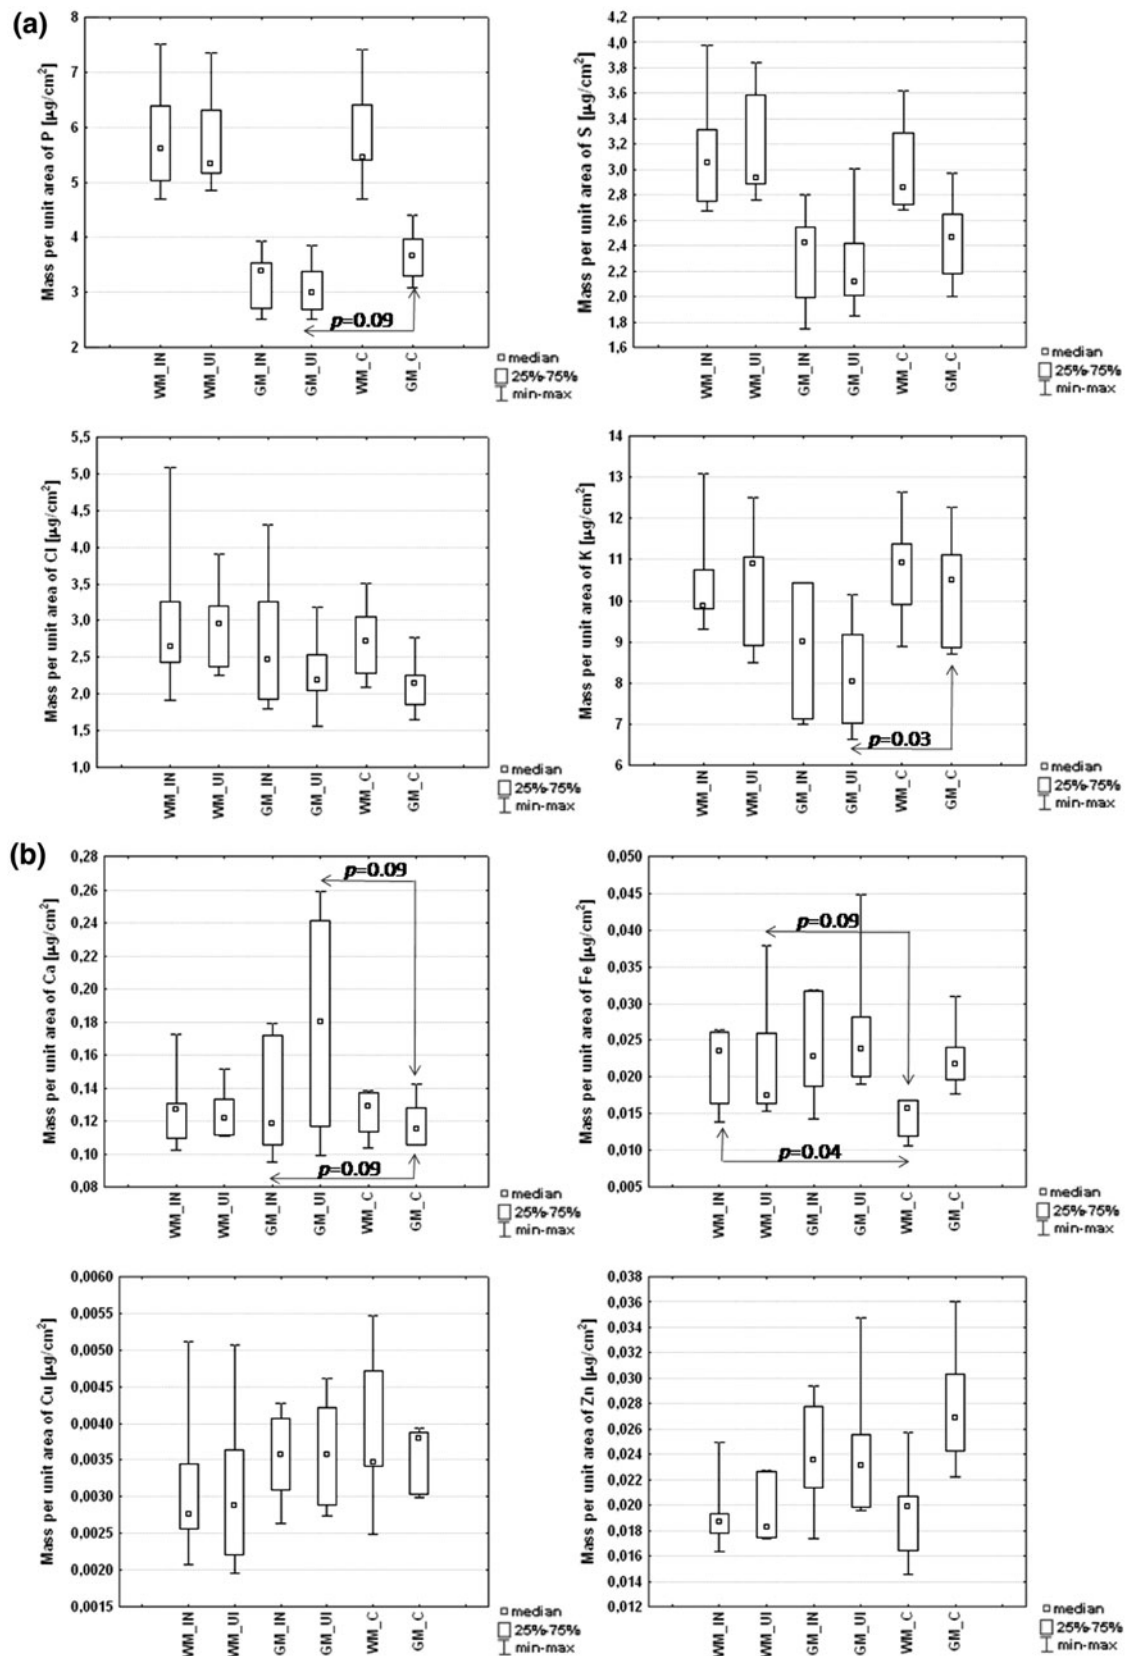 (a)
Mass per unit area of P [µg/cm²]
8
7
6
5
4
3
2
p=0.09
WM_IN
WM_UI
GM_IN
GM_UI
WM_C
GM_C
median
25%-75%
min-max
Mass per unit area of S [µg/cm²]
4,2
4,0
3,8
3,6
3,4
3,2
3,0
2,8
2,6
2,4
2,2
2,0
1,8
1,6
WM_IN
WM_UI
GM_IN
GM_UI
WM_C
GM_C
median
25%-75%
min-max
Mass per unit area of Cl [µg/cm²]
5,5
5,0
4,5
4,0
3,5
3,0
2,5
2,0
1,5
1,0
WM_IN
WM_UI
GM_IN
GM_UI
WM_C
GM_C
median
25%-75%
min-max
Mass per unit area of K [µg/cm²]
14
13
12
11
10
9
8
7
6
p=0.03
WM_IN
WM_UI
GM_IN
GM_UI
WM_C
GM_C
median
25%-75%
min-max
(b)
Mass per unit area of Ca [µg/cm²]
0,28
0,26
0,24
0,22
0,20
0,18
0,16
0,14
0,12
0,10
0,08
p=0.09
p=0.09
WM_IN
WM_UI
GM_IN
GM_UI
WM_C
GM_C
median
25%-75%
min-max
Mass per unit area of Fe [µg/cm²]
0,050
0,045
0,040
0,035
0,030
0,025
0,020
0,015
0,010
0,005
p=0.09
p=0.04
WM_IN
WM_UI
GM_IN
GM_UI
WM_C
GM_C
median
25%-75%
min-max
Mass per unit area of Cu [µg/cm²]
0,0060
0,0055
0,0050
0,0045
0,0040
0,0035
0,0030
0,0025
0,0020
0,0015
WM_IN
WM_UI
GM_IN
GM_UI
WM_C
GM_C
median
25%-75%
min-max
Mass per unit area of Zn [µg/cm²]
0,038
0,036
0,034
0,032
0,030
0,028
0,026
0,024
0,022
0,020
0,018
0,016
0,014
0,012
WM_IN
WM_UI
GM_IN
GM_UI
WM_C
GM_C
median
25%-75%
min-max